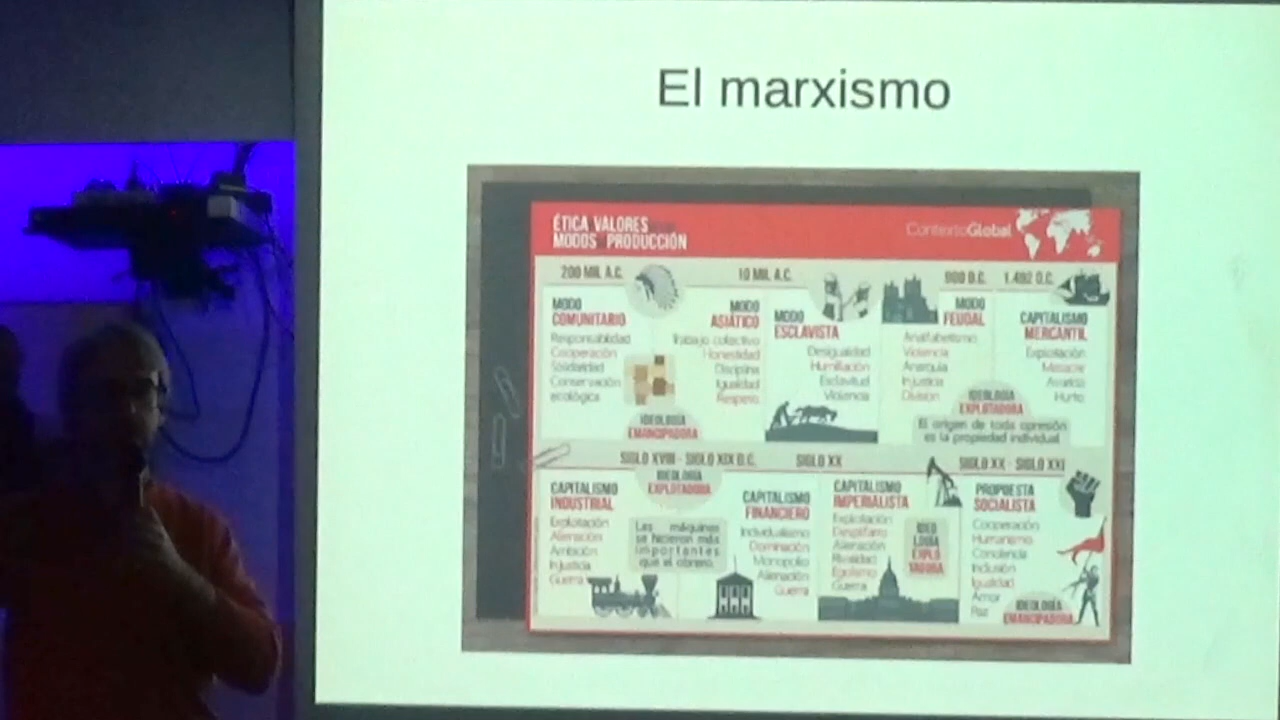 El marxismo
ÉTICA VALORES
MODOS PRODUCCIÓN
ContextoGlobal
200 MIL A.C.
10 MIL A.C.
900 D.C.
1.492 D.C.
MODO
COMUNITARIO
Responsabilidad
Cooperación
Solidaridad
Conservación
ecológica
MODO
ASIÁTICO
Trabajo colectivo
Honestidad
Disciplina
Igualdad
Respeto
IDEOLOGÍA
EMANCIPADORA
MODO
ESCLAVISTA
Desigualdad
Humillación
Esclavitud
Violencia
MODO
FEUDAL
Analfabetismo
Violencia
Anarquía
Injusticia
División
CAPITALISMO
MERCANTIL
Explotación
Masacre
Avaricia
Hurto
IDEOLOGÍA
EXPLOTADORA
El origen de toda opresión
es la propiedad individual
SIGLO XVIII - SIGLO XIX D.C.
SIGLO XX
SIGLO XX - SIGLO XXI
CAPITALISMO
INDUSTRIAL
Explotación
Alienación
Ambición
Injusticia
Guerra
IDEOLOGÍA
EXPLOTADORA
Las máquinas
se hicieron más
importantes
que el obrero.
CAPITALISMO
FINANCIERO
Individualismo
Dominación
Monopolio
Alienación
Guerra
CAPITALISMO
IMPERIALISTA
Explotación
Despilfarro
Alienación
Rivalidad
Egoísmo
Guerra
IDEO
LOGÍA
EXPLO
TADORA
PROPUESTA
SOCIALISTA
Cooperación
Humanismo
Conciencia
Inclusión
Igualdad
Amor
Paz
IDEOLOGÍA
EMANCIPADORA